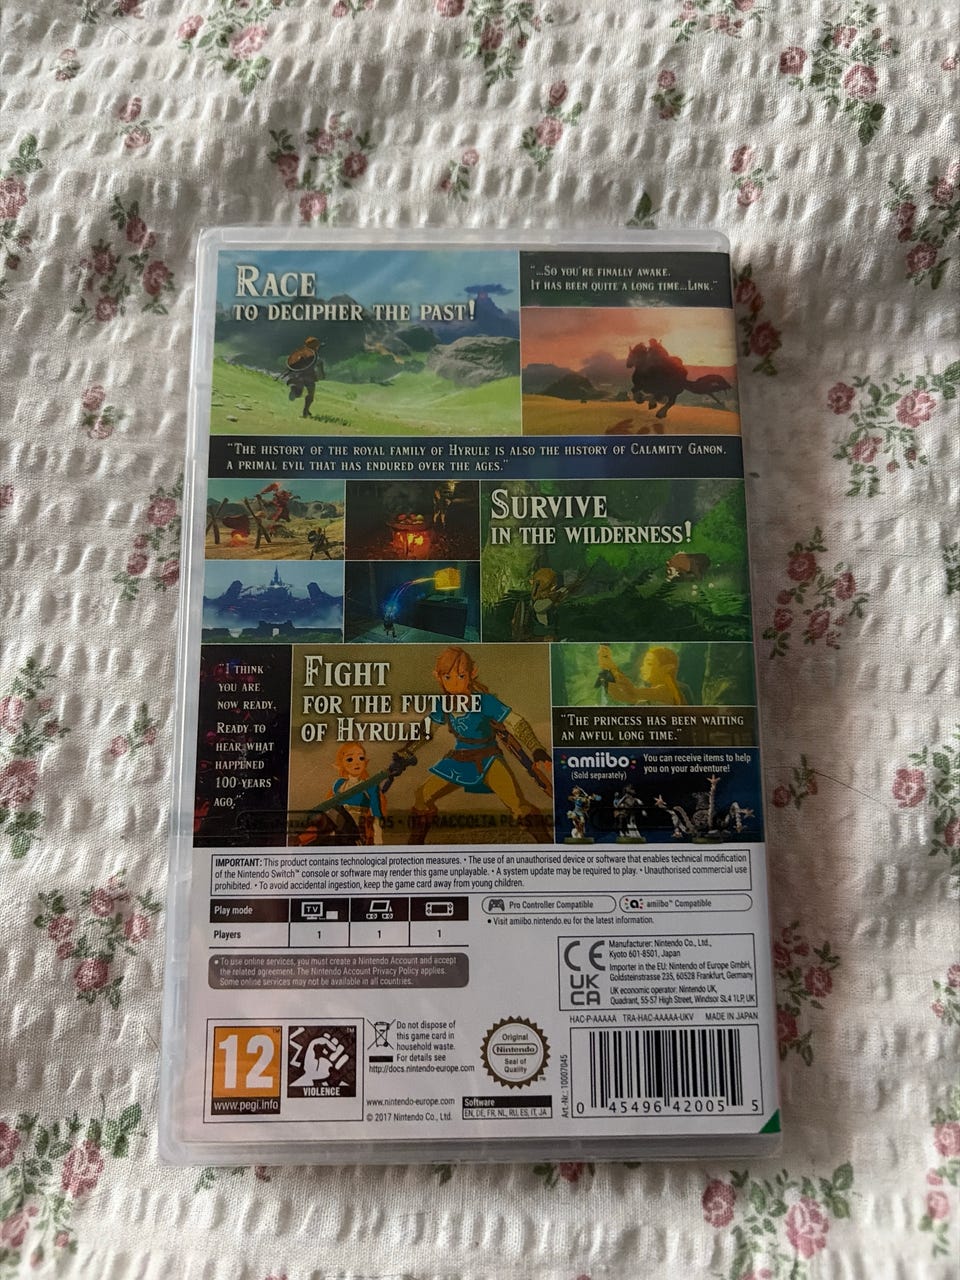 RACE
TO DECIPHER THE PAST!
"...SO YOU'RE FINALLY AWAKE.
IT HAS BEEN QUITE A LONG TIME...LINK."
"THE HISTORY OF THE ROYAL FAMILY OF HYRULE IS ALSO THE HISTORY OF CALAMITY GANON.
A PRIMAL EVIL THAT HAS ENDURED OVER THE AGES."
SURVIVE
IN THE WILDERNESS!
"I THINK
YOU ARE
NOW READY.
READY TO
HEAR WHAT
HAPPENED
100 YEARS
AGO."
FIGHT
FOR THE FUTURE
OF HYRULE!
"THE PRINCESS HAS BEEN WAITING
AN AWFUL LONG TIME."
amiibo™
(Sold separately)
You can receive items to help
you on your adventure!
05 • IT: RACCOLTA PLASTIC
IMPORTANT: This product contains technological protection measures. • The use of an unauthorised device or software that enables technical modification
of the Nintendo Switch™ console or software may render this game unplayable. • A system update may be required to play. • Unauthorised commercial use
prohibited. • To avoid accidental ingestion, keep the game card away from young children.
Play mode
TV
Players
1
1
1
Pro Controller Compatible
amiibo™ Compatible
• Visit amiibo.nintendo.eu for the latest information.
• To use online services, you must create a Nintendo Account and accept
the related agreement. The Nintendo Account Privacy Policy applies.
Some online services may not be available in all countries.
CE
UK
CA
Manufacturer: Nintendo Co., Ltd.,
Kyoto 601-8501, Japan
Importer in the EU: Nintendo of Europe GmbH,
Goldsteinstrasse 235, 60528 Frankfurt, Germany
UK economic operator: Nintendo UK,
Quadrant, 55-57 High Street, Windsor SL4 1LP, UK
HAC-P-AAAAA TRA-HAC-AAAAA-UKV MADE IN JAPAN
12
www.pegi.info
™
VIOLENCE
Do not dispose of
this game card in
household waste.
For details see
http://docs.nintendo-europe.com
www.nintendo-europe.com
© 2017 Nintendo Co., Ltd.
Original
Nintendo
Seal of
Quality
™
Software
EN, DE, FR, NL, RU, ES, IT, JA
Art.-Nr.: 10007045
0 45496 42005 5